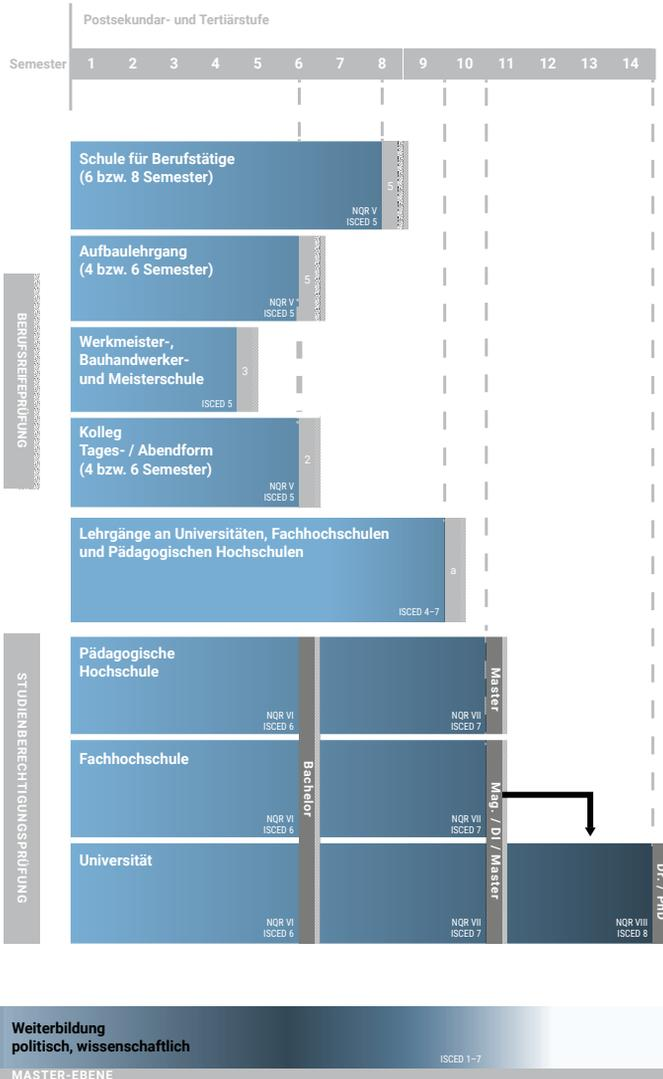 Postsekundar- und Tertiärstufe
Semester 1 2 3 4 5 6 7 8 9 10 11 12 13 14
Schule für Berufstätige
(6 bzw. 8 Semester)
5
NQR V
ISCED 5
Aufbaulehrgang
(4 bzw. 6 Semester)
5
NQR V
ISCED 5
BERUFSREIFEPRÜFUNG
Werkmeister-,
Bauhandwerker-
und Meisterschule
3
ISCED 5
Kolleg
Tages- / Abendform
(4 bzw. 6 Semester)
2
NQR V
ISCED 5
Lehrgänge an Universitäten, Fachhochschulen
und Pädagogischen Hochschulen
a
ISCED 4–7
STUDIENBERECHTIGUNGSPRÜFUNG
Pädagogische
Hochschule
NQR VI
ISCED 6
NQR VII
ISCED 7
Master
Fachhochschule
Bachelor
NQR VI
ISCED 6
NQR VII
ISCED 7
Mag. / DI / Master
Universität
NQR VI
ISCED 6
NQR VII
ISCED 7
NQR VIII
ISCED 8
Dr. / PhD
Weiterbildung
politisch, wissenschaftlich
ISCED 1–7
MASTER-EBENE